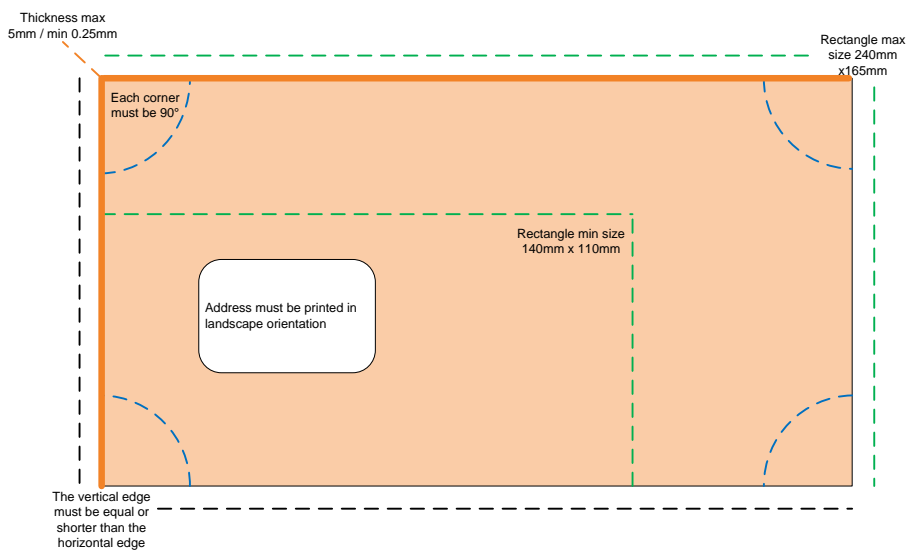 Thickness max
5mm / min 0.25mm
Rectangle max
size 240mm
x165mm
Each corner
must be 90°
Rectangle min size
140mm x 110mm
Address must be printed in
landscape orientation
The vertical edge
must be equal or
shorter than the
horizontal edge